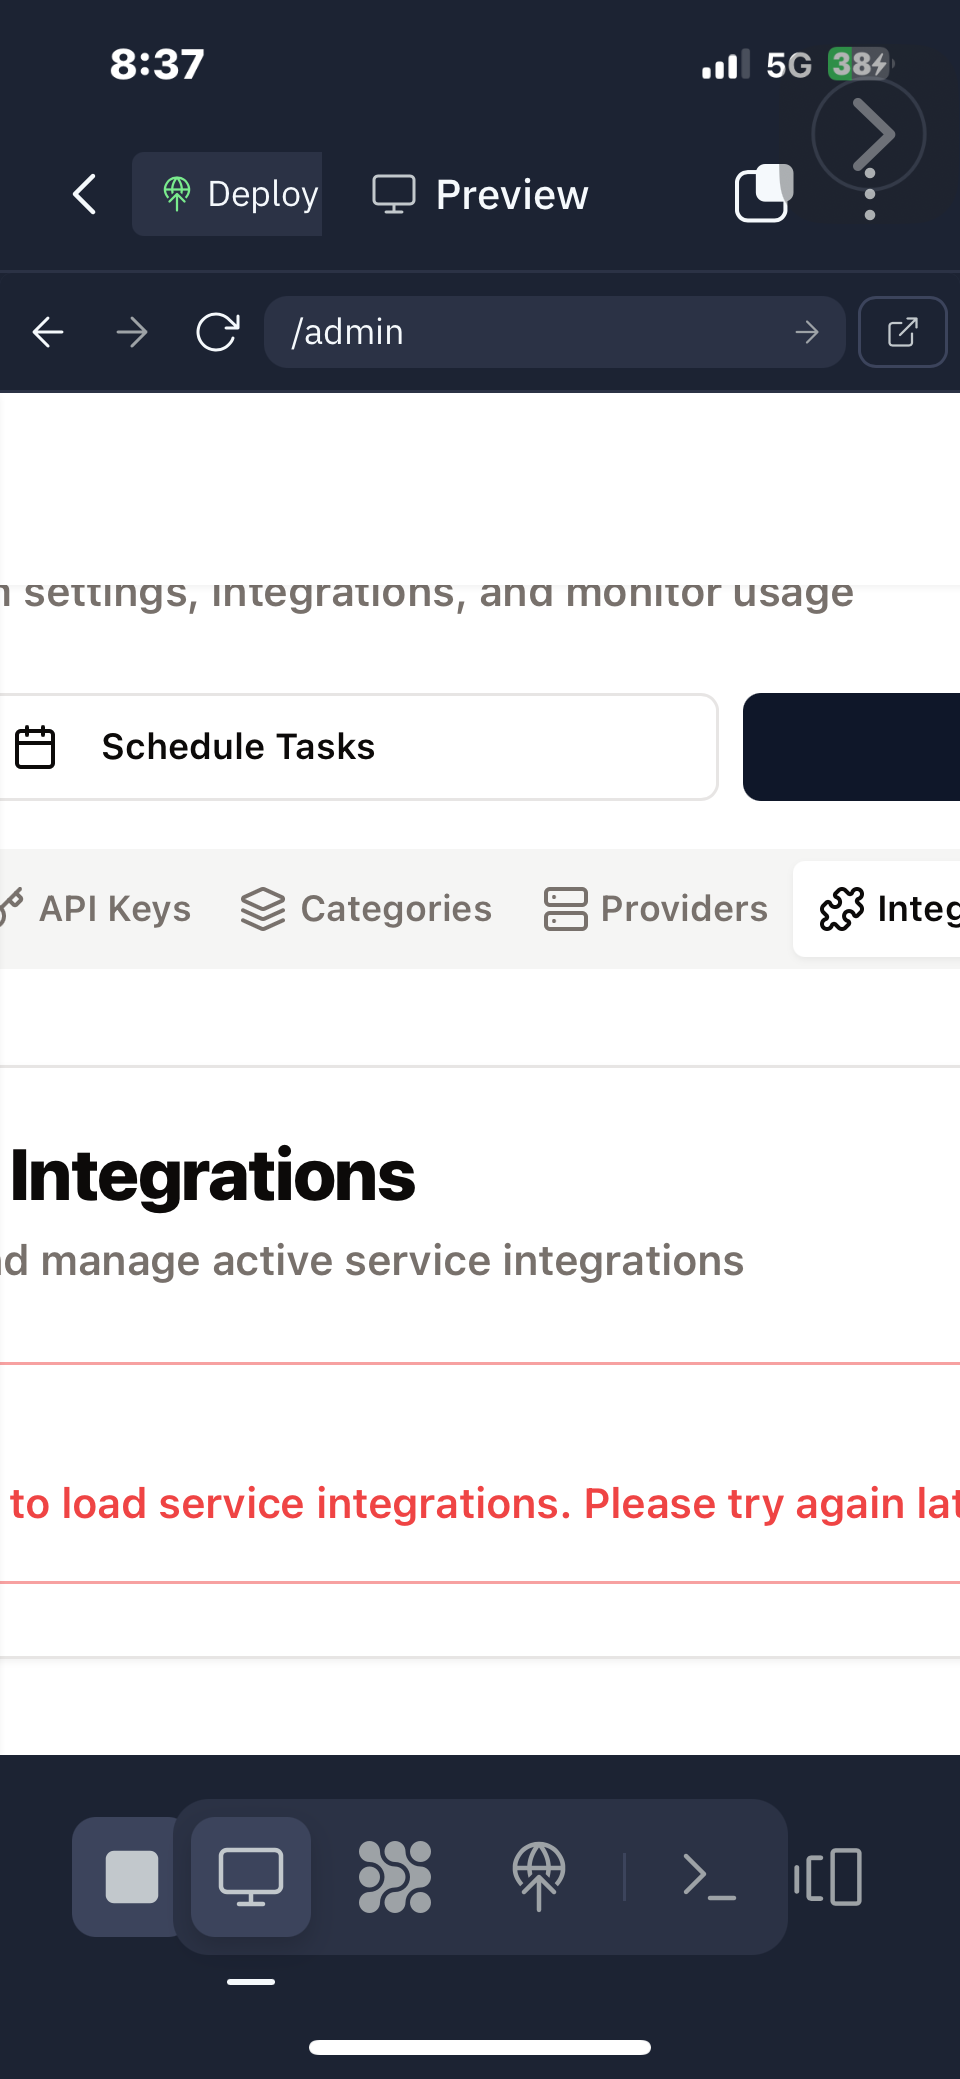 8:37
5G 38
Deploy
Preview
/admin
settings, integrations, and monitor usage
Schedule Tasks
API Keys
Categories
Providers
Integ
Integrations
d manage active service integrations
to load service integrations. Please try again lat